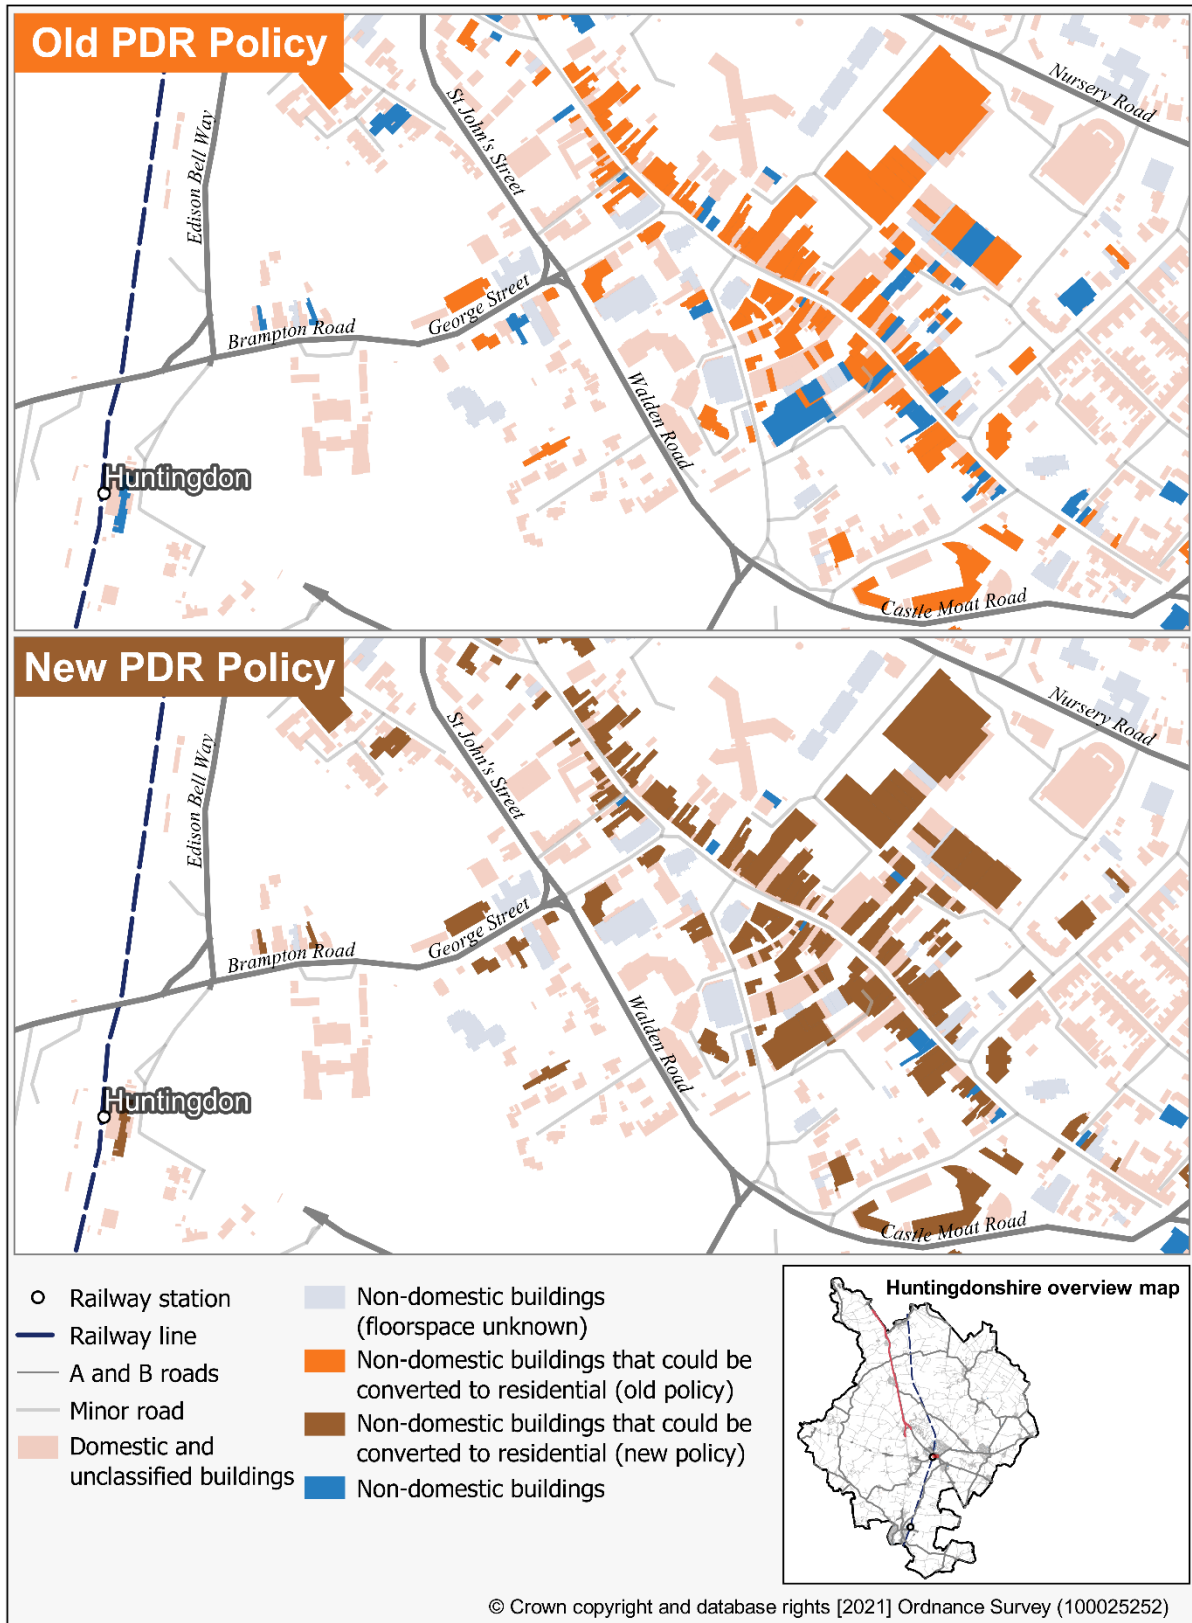 Old PDR Policy
Nursery Road
St John's Street
Edison Bell Way
George Street
Brampton Road
Walden Road
Huntingdon
Castle Moat Road
New PDR Policy
Nursery Road
St John's Street
Edison Bell Way
George Street
Brampton Road
Walden Road
Huntingdon
Castle Moat Road
Railway station
Railway line
A and B roads
Minor road
Domestic and
unclassified buildings
Non-domestic buildings
(floorspace unknown)
Non-domestic buildings that could be
converted to residential (old policy)
Non-domestic buildings that could be
converted to residential (new policy)
Non-domestic buildings
Huntingdonshire overview map
© Crown copyright and database rights [2021] Ordnance Survey (100025252)